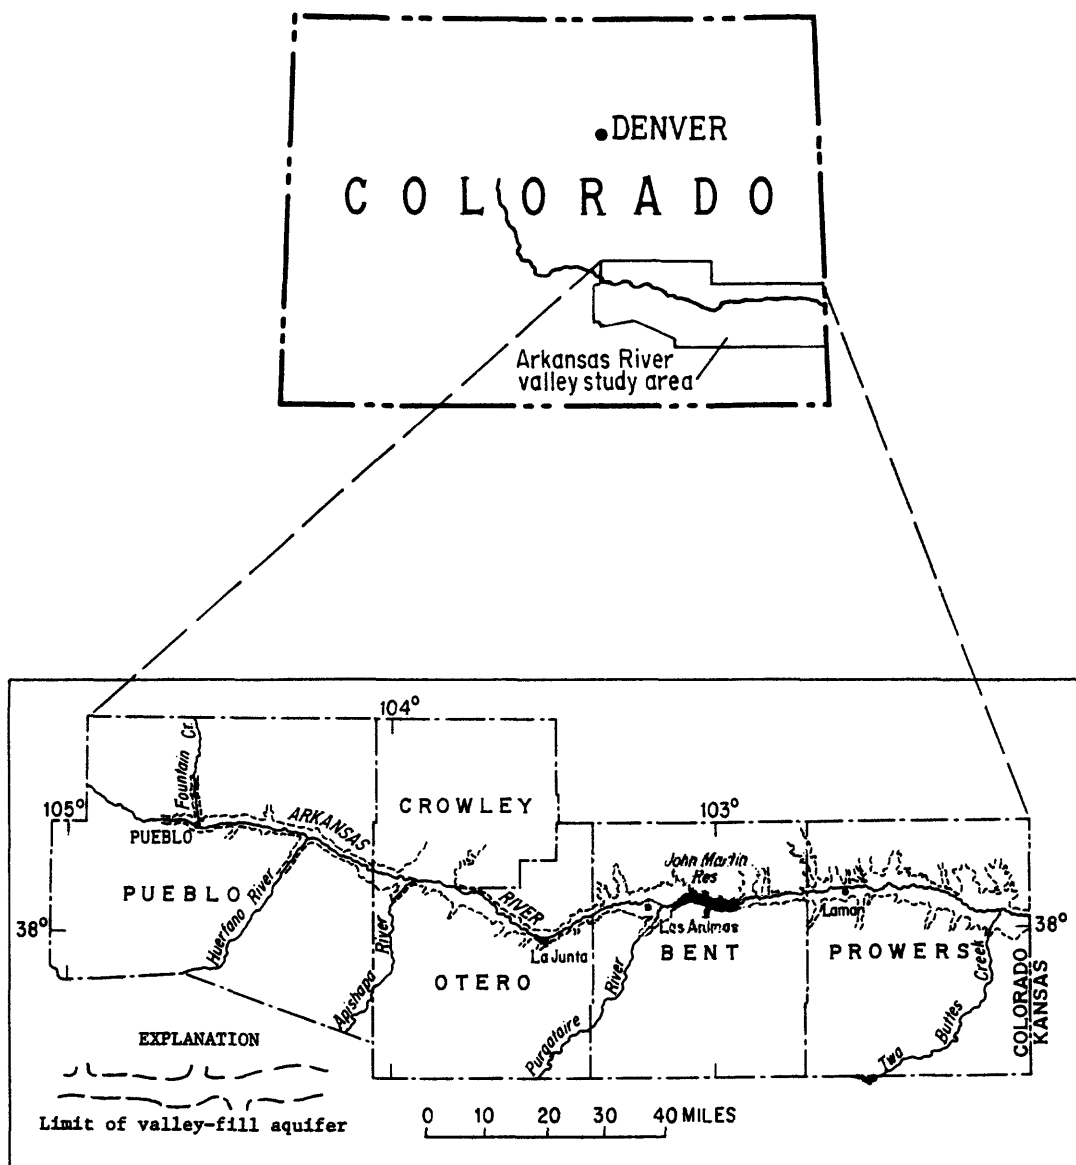 DENVER
COLORADO
Arkansas River
valley study area
104°
Fountain Cr.
105°
CROWLEY
103°
ARKANSAS
PUEBLO
John Martin
Res
PUEBLO
RIVER
Huerfano River
Lamar
38°
Las Animas
38°
La Junta
BENT
PROWERS
Apishapa River
OTERO
Purgatoire River
Two Buttes Creek
COLORADO
KANSAS
EXPLANATION
Limit of valley-fill aquifer
0 10 20 30 40 MILES